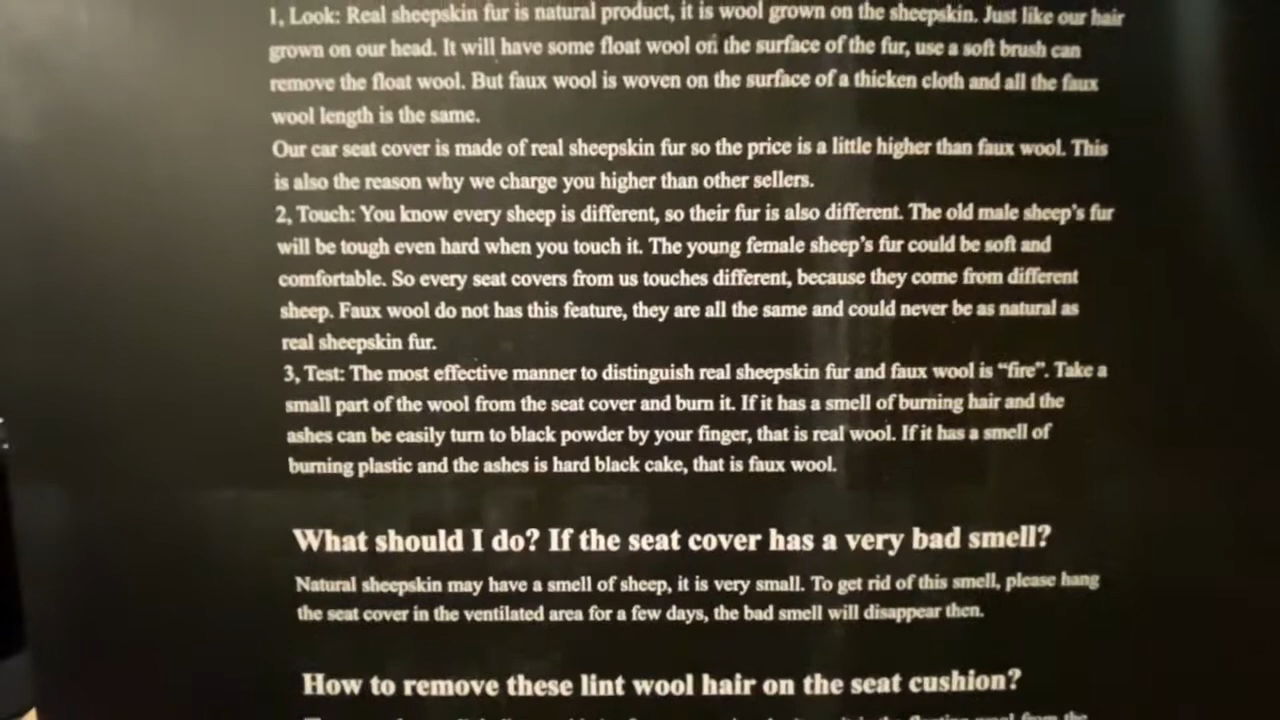 1, Look: Real sheepskin fur is natural product, it is wool grown on the sheepskin. Just like our hair
grown on our head. It will have some float wool on the surface of the fur, use a soft brush can
remove the float wool. But faux wool is woven on the surface of a thicken cloth and all the faux
wool length is the same.
Our car seat cover is made of real sheepskin fur so the price is a little higher than faux wool. This
is also the reason why we charge you higher than other sellers.
2, Touch: You know every sheep is different, so their fur is also different. The old male sheep's fur
will be tough even hard when you touch it. The young female sheep's fur could be soft and
comfortable. So every seat covers from us touches different, because they come from different
sheep. Faux wool do not has this feature, they are all the same and could never be as natural as
real sheepskin fur.
3, Test: The most effective manner to distinguish real sheepskin fur and faux wool is “fire”. Take a
small part of the wool from the seat cover and burn it. If it has a smell of burning hair and the
ashes can be easily turn to black powder by your finger, that is real wool. If it has a smell of
burning plastic and the ashes is hard black cake, that is faux wool.
What should I do? If the seat cover has a very bad smell?
Natural sheepskin may have a smell of sheep, it is very small. To get rid of this smell, please hang
the seat cover in the ventilated area for a few days, the bad smell will disappear then.
How to remove these lint wool hair on the seat cushion?